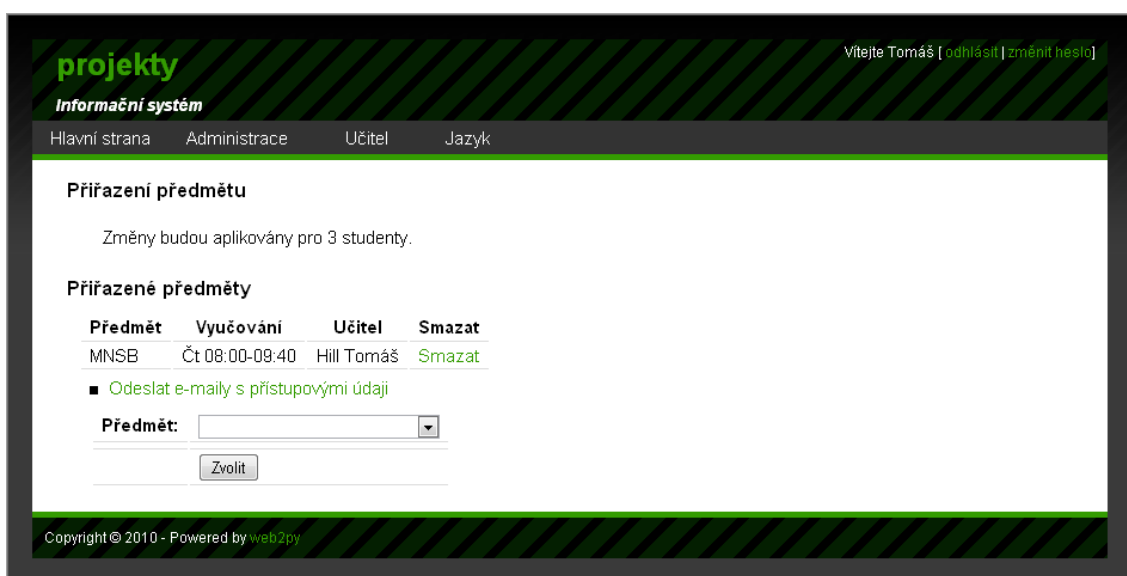 projekty
Vítejte Tomáš [ odhlásit | změnit heslo]
Informační systém
Hlavní strana Administrace Učitel Jazyk
Přiřazení předmětu
Změny budou aplikovány pro 3 studenty.
Přiřazené předměty
Předmět Vyučování Učitel Smazat
MNSB Čt 08:00-09:40 Hill Tomáš Smazat
Odeslat e-maily s přístupovými údaji
Předmět:
Zvolit
Copyright © 2010 - Powered by web2py